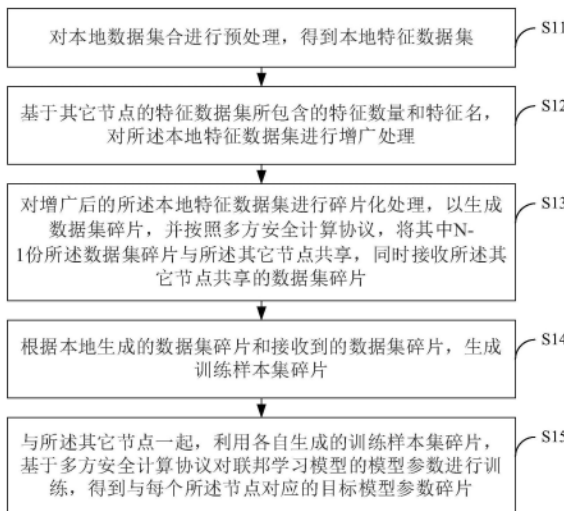 对本地数据集合进行预处理，得到本地特征数据集
S11
基于其它节点的特征数据集所包含的特征数量和特征名，
对所述本地特征数据集进行增广处理
S12
对增广后的所述本地特征数据集进行碎片化处理，以生成
数据集碎片，并按照多方安全计算协议，将其中N-
1份所述数据集碎片与所述其它节点共享，同时接收所述其
它节点共享的数据集碎片
S13
根据本地生成的数据集碎片和接收到的数据集碎片，生成
训练样本集碎片
S14
与所述其它节点一起，利用各自生成的训练样本集碎片，
基于多方安全计算协议对联邦学习模型的模型参数进行训
练，得到与每个所述节点对应的目标模型参数碎片
S15